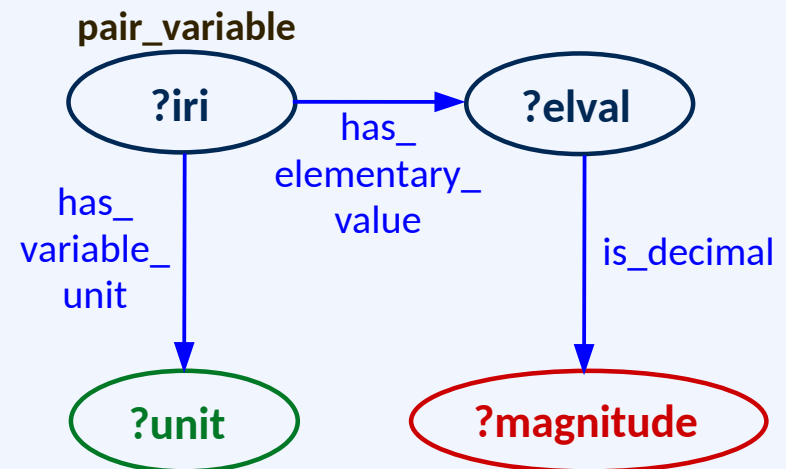 pair_variable
?iri
?elval
has_
elementary_
value
has_
variable_
unit
is_decimal
?unit
?magnitude